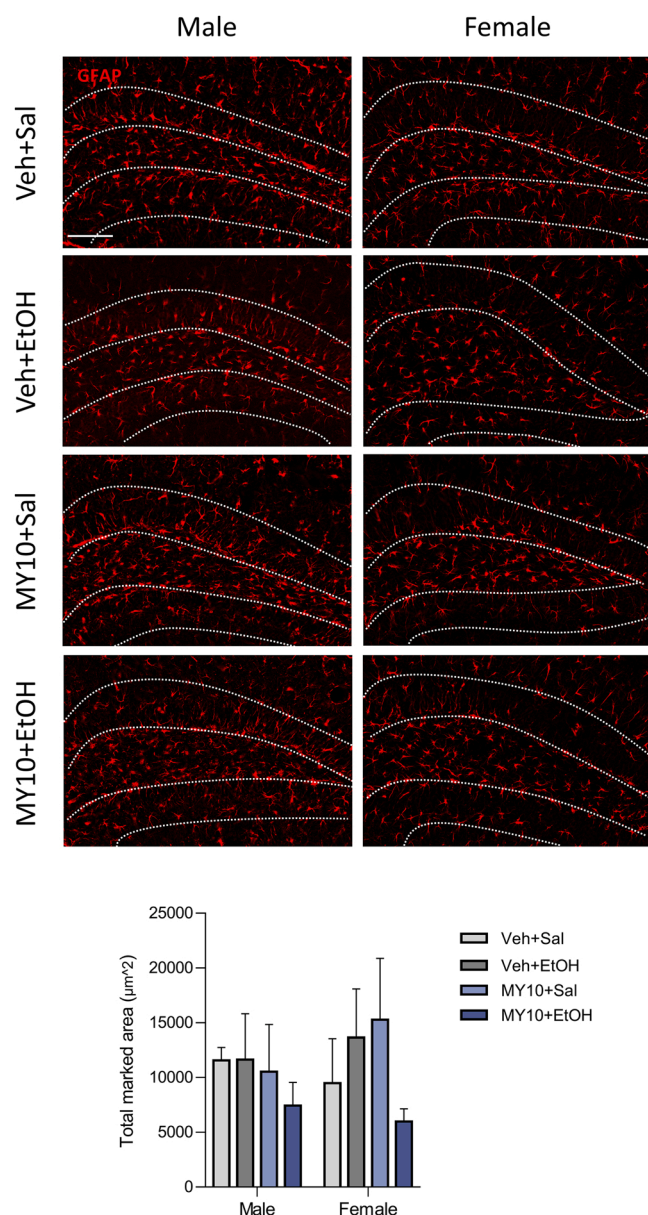 Male
Female
GFAP
Veh+Sal
Veh+EtOH
MY10+Sal
MY10+EtOH
25000
20000
15000
10000
5000
0
Total marked area (µm^2)
Male
Female
Veh+Sal
Veh+EtOH
MY10+Sal
MY10+EtOH